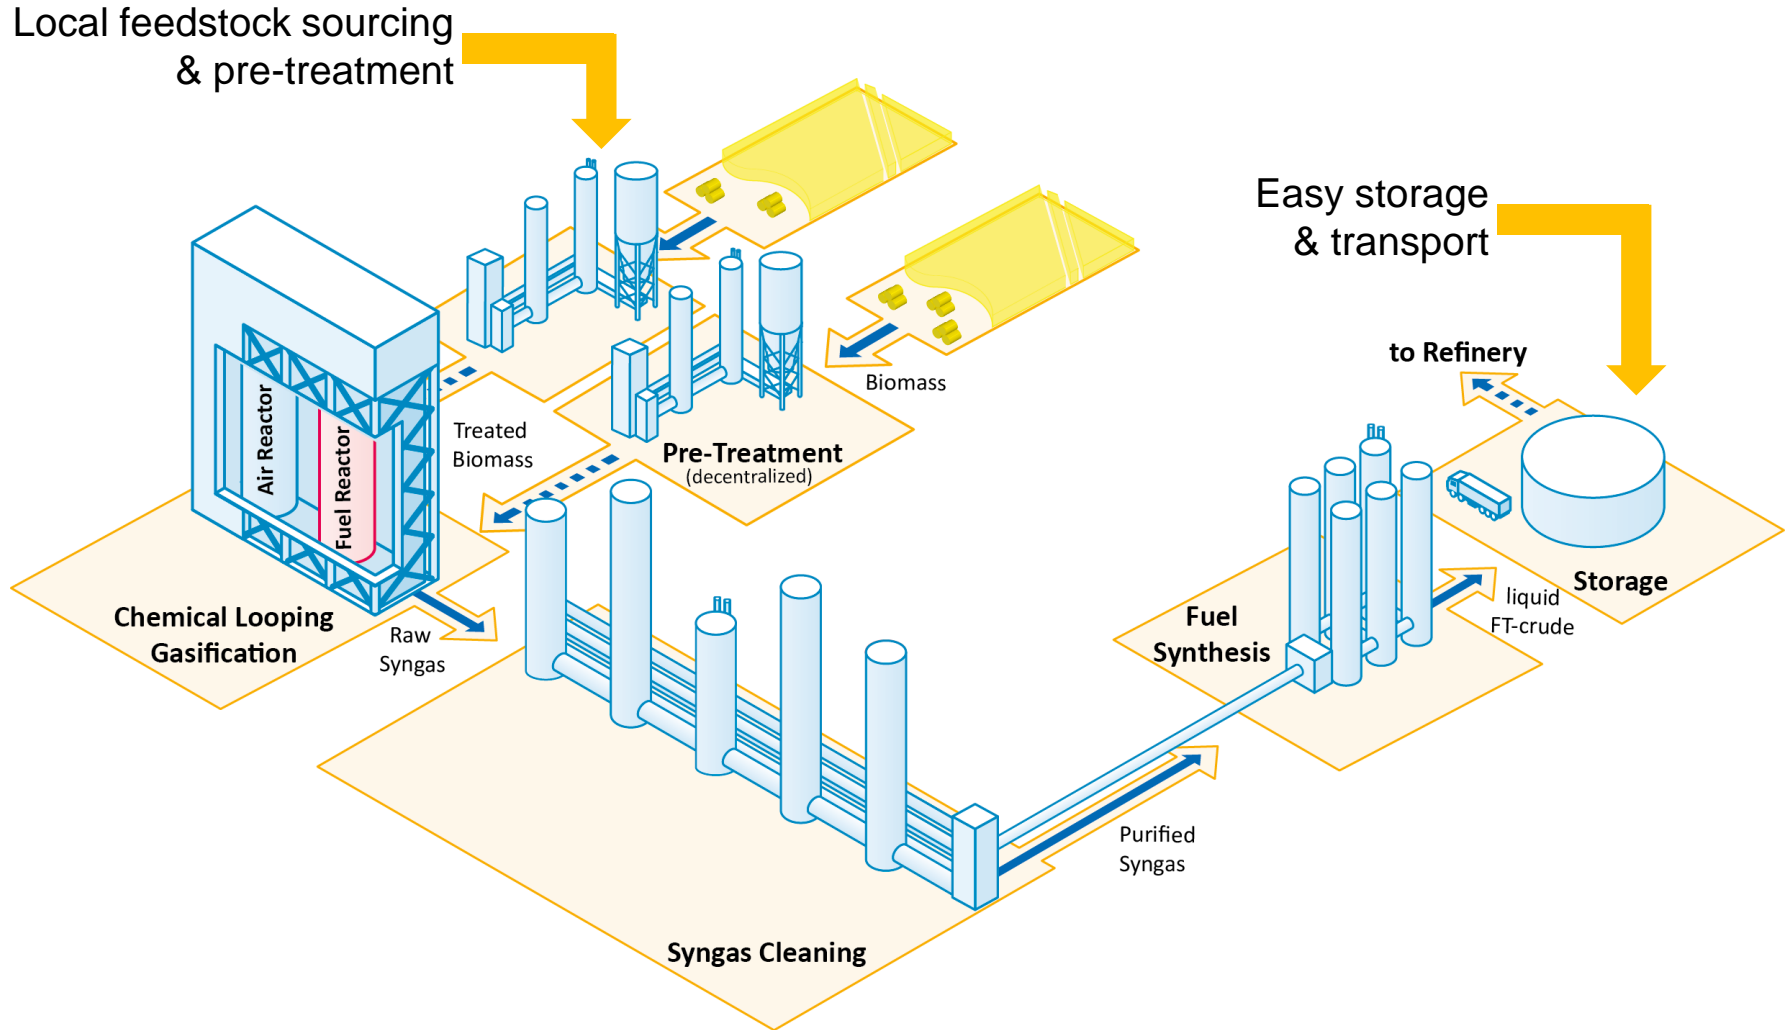 Local feedstock sourcing
& pre-treatment
Easy storage
& transport
to Refinery
Biomass
Air Reactor
Fuel Reactor
Treated
Biomass
Pre-Treatment
(decentralized)
Storage
liquid
FT-crude
Fuel
Synthesis
Chemical Looping
Gasification
Raw
Syngas
Purified
Syngas
Syngas Cleaning